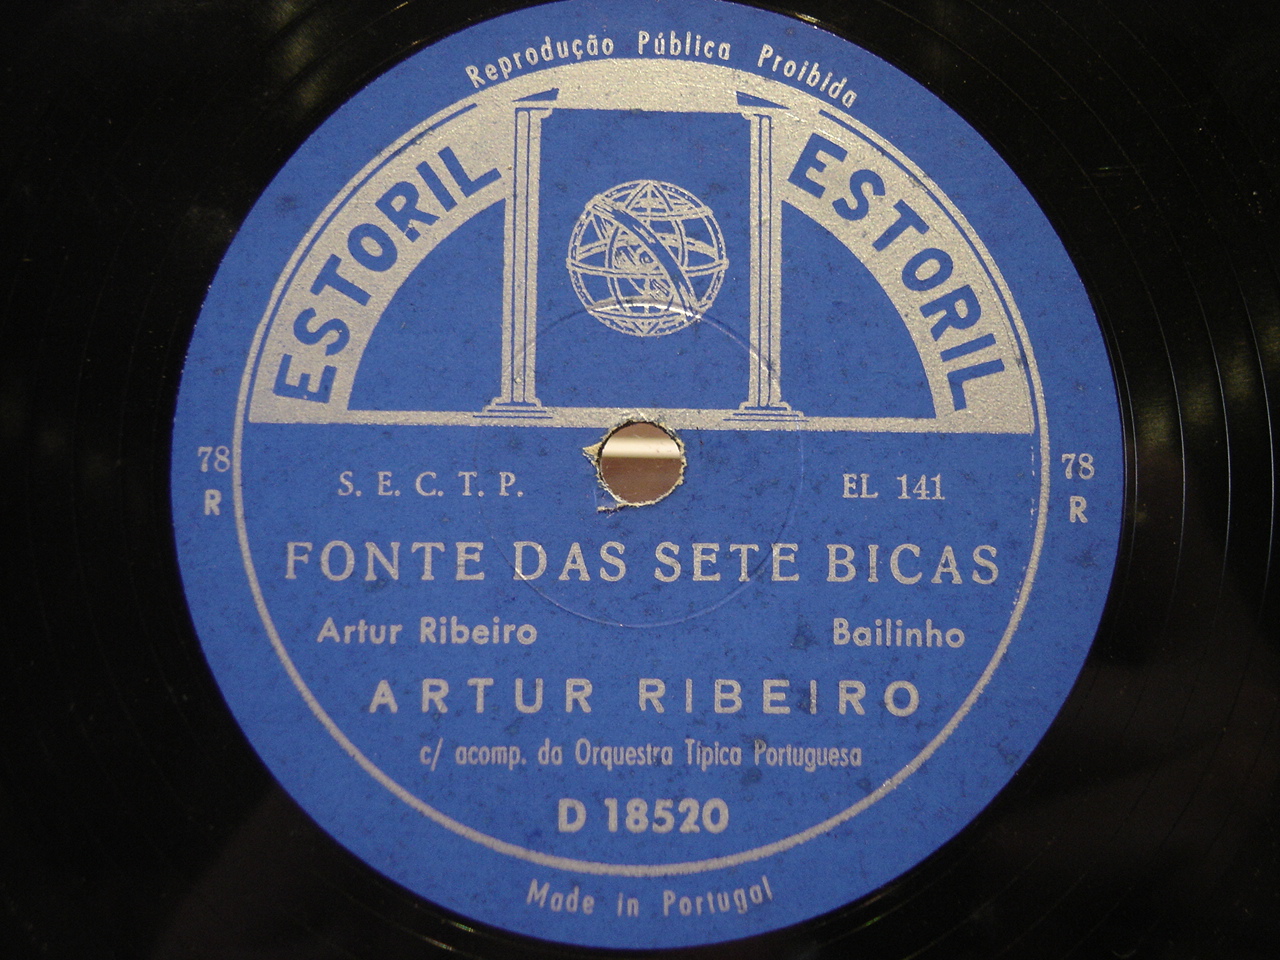 Reprodução Pública Proibida
ESTORIL ESTORIL
78 78
R R
S. E. C. T. P. EL 141
FONTE DAS SETE BICAS
Artur Ribeiro Bailinho
ARTUR RIBEIRO
c/ acomp. da Orquestra Típica Portuguesa
D 18520
Made in Portugal